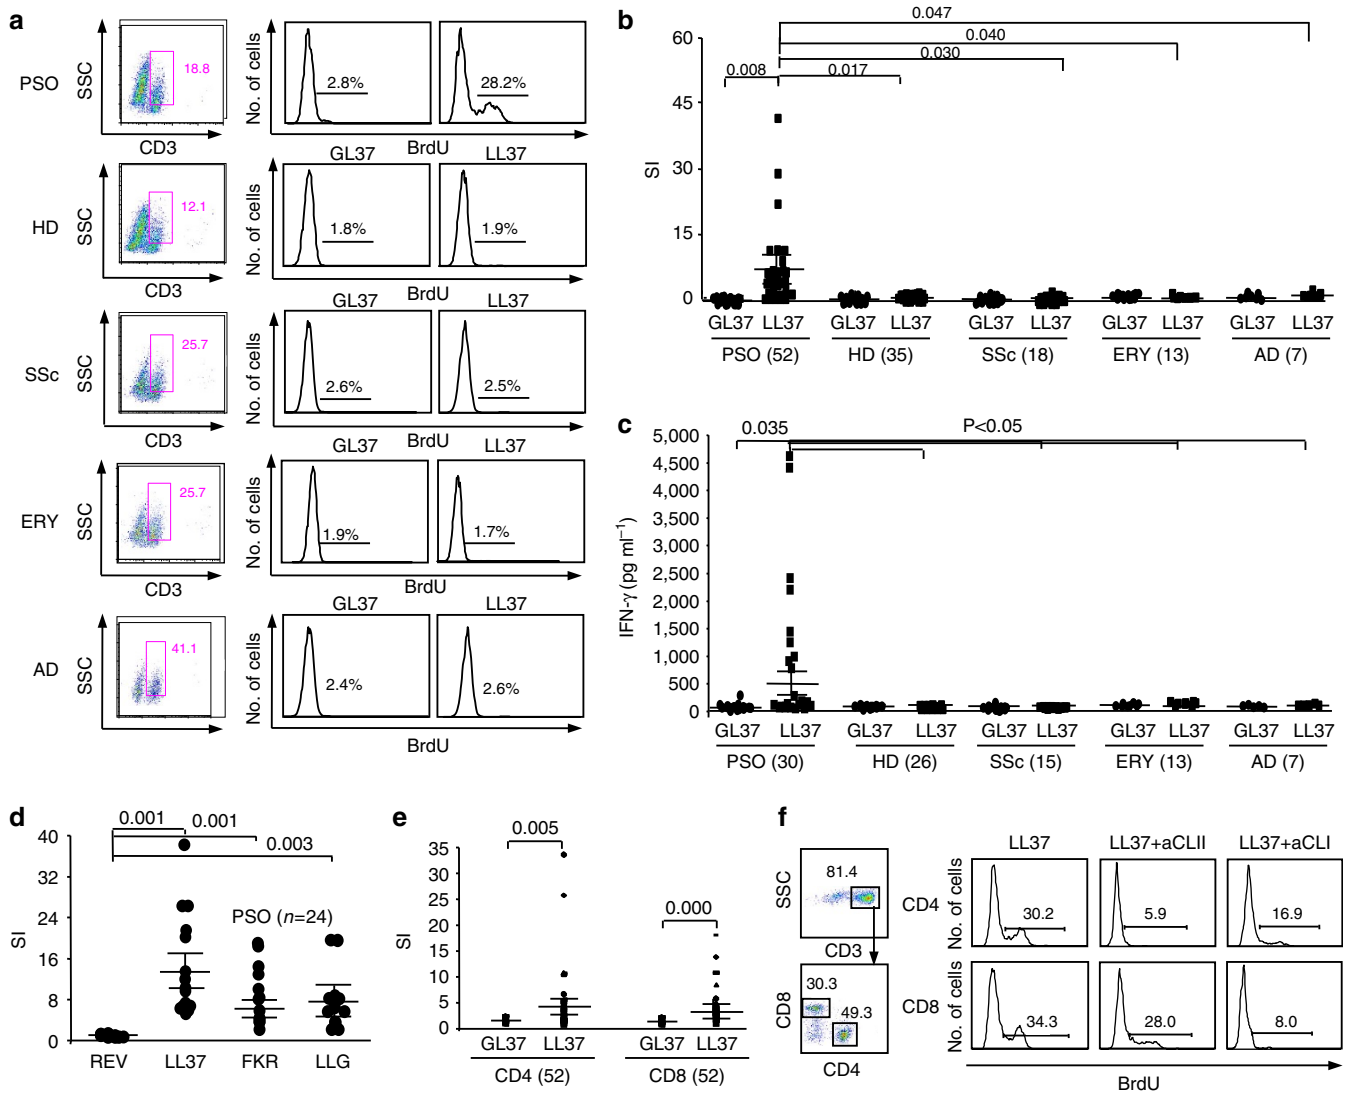 a
PSO
SSC
18.8
CD3
No. of cells
2.8%
28.2%
BrdU
GL37
LL37
HD
SSC
12.1
CD3
No. of cells
1.8%
1.9%
BrdU
GL37
LL37
SSc
SSC
25.7
CD3
No. of cells
2.6%
2.5%
BrdU
GL37
LL37
ERY
SSC
25.7
CD3
No. of cells
1.9%
1.7%
BrdU
GL37
LL37
AD
SSC
41.1
CD3
No. of cells
2.4%
2.6%
BrdU
b
0.047
0.040
0.030
0.008
0.017
SI
60
45
30
15
0
GL37 LL37 GL37 LL37 GL37 LL37 GL37 LL37 GL37 LL37
PSO (52) HD (35) SSc (18) ERY (13) AD (7)
c
0.035
P<0.05
IFN-γ (pg ml⁻¹)
5,000
4,500
4,000
3,500
3,000
2,500
2,000
1,500
1,000
500
0
GL37 LL37 GL37 LL37 GL37 LL37 GL37 LL37 GL37 LL37
PSO (30) HD (26) SSc (15) ERY (13) AD (7)
d
0.001
0.001
0.003
PSO (n=24)
SI
40
32
24
16
8
0
REV LL37 FKR LLG
e
0.005
0.000
SI
35
30
25
20
15
10
5
0
GL37 LL37 GL37 LL37
CD4 (52) CD8 (52)
f
SSC
81.4
CD3
CD8
30.3
49.3
CD4
LL37 LL37+aCLII LL37+aCLI
CD4
No. of cells
30.2
5.9
16.9
CD8
No. of cells
34.3
28.0
8.0
BrdU